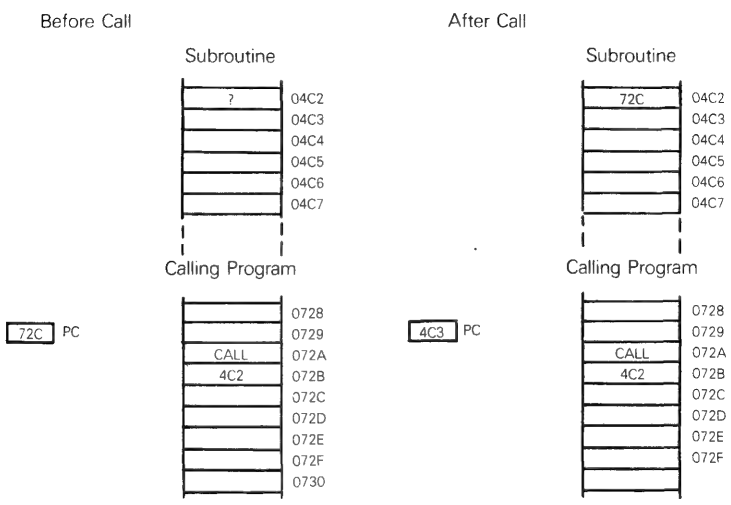 Before Call
Subroutine
? 04C2
04C3
04C4
04C5
04C6
04C7
Calling Program
0728
72C PC 0729
CALL 072A
4C2 072B
072C
072D
072E
072F
0730
After Call
Subroutine
72C 04C2
04C3
04C4
04C5
04C6
04C7
Calling Program
0728
4C3 PC 0729
CALL 072A
4C2 072B
072C
072D
072E
072F